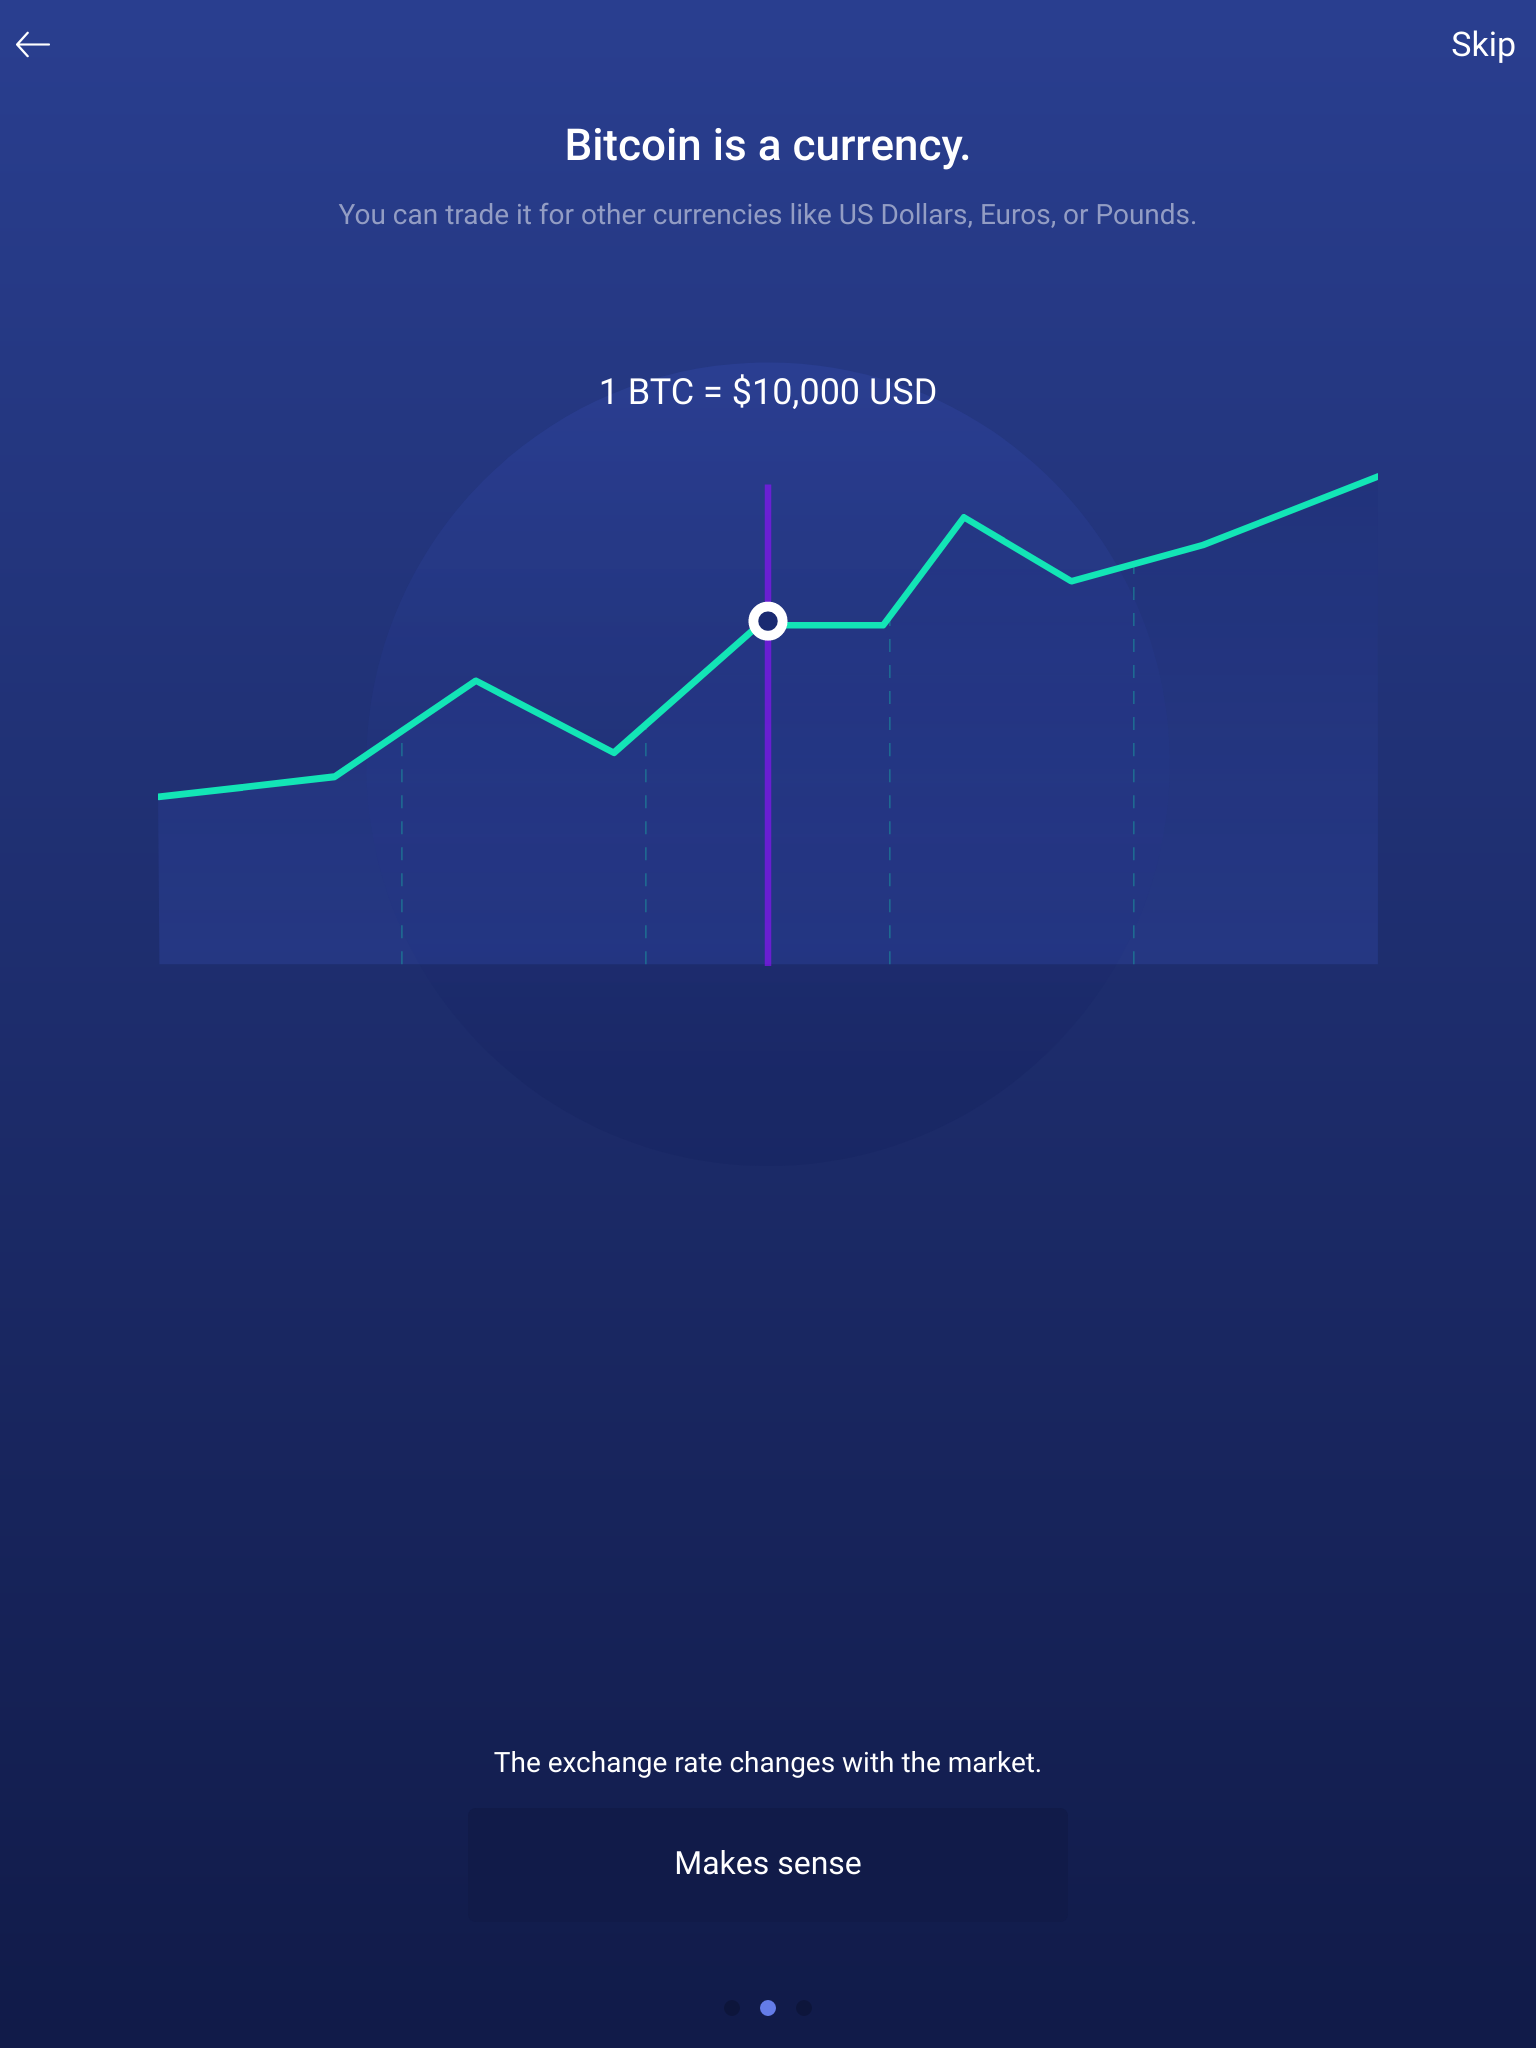 Skip
Bitcoin is a currency.
You can trade it for other currencies like US Dollars, Euros, or Pounds.
1 BTC = $10,000 USD
The exchange rate changes with the market.
Makes sense